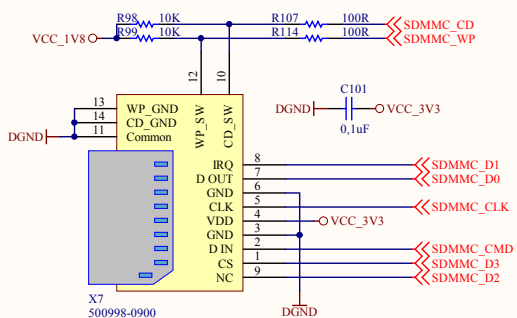 R98 10K R107 100R SDMMC_CD
VCC_1V8 R99 10K R114 100R SDMMC_WP
12 10
WP_SW CD_SW
C101
DGND VCC_3V3
0,1uF
13 WP_GND
14 CD_GND
DGND 11 Common
IRQ 8 SDMMC_D1
D OUT 7 SDMMC_D0
GND 6
CLK 5 SDMMC_CLK
VDD 4 VCC_3V3
GND 3
D IN 2 SDMMC_CMD
CS 1 SDMMC_D3
NC 9 SDMMC_D2
X7
500998-0900
DGND